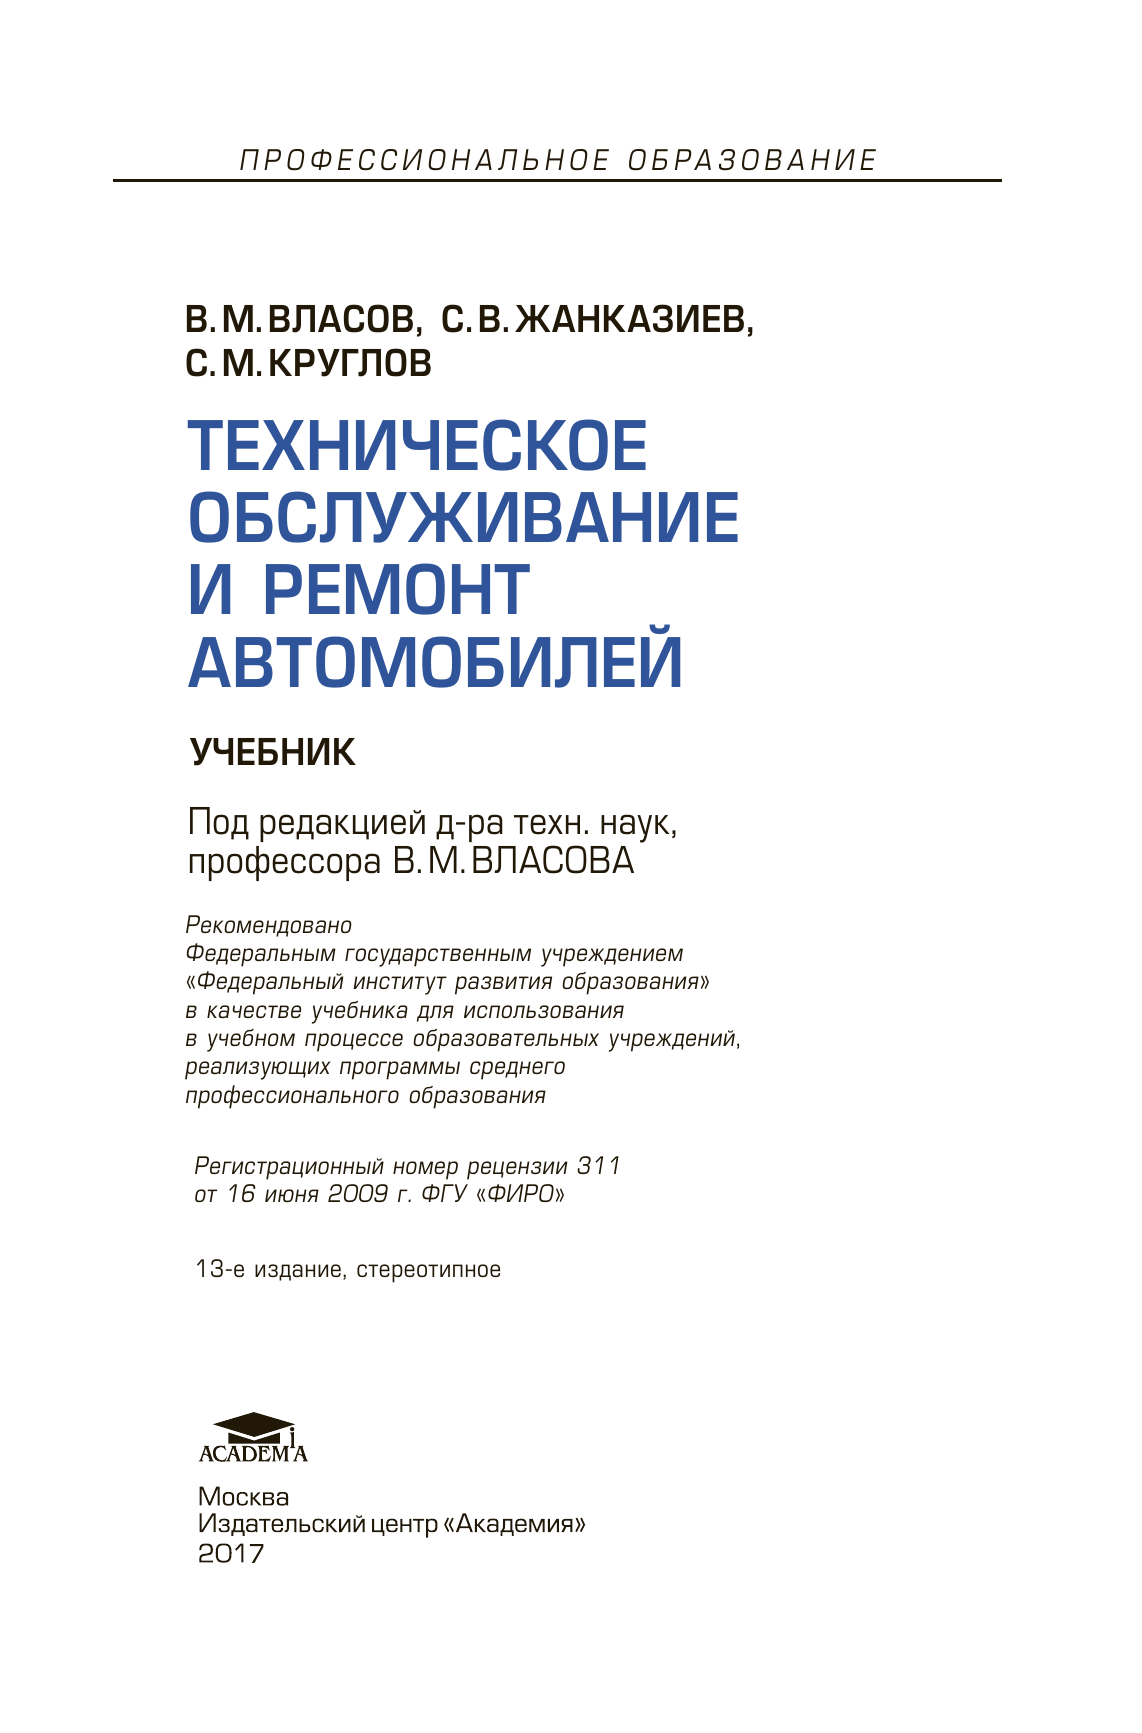 ПРОФЕССИОНАЛЬНОЕ ОБРАЗОВАНИЕ
В. М. ВЛАСОВ, С. В. ЖАНКАЗИЕВ,
С. М. КРУГЛОВ
ТЕХНИЧЕСКОЕ
ОБСЛУЖИВАНИЕ
И РЕМОНТ
АВТОМОБИЛЕЙ
УЧЕБНИК
Под редакцией д-ра техн. наук,
профессора В. М. ВЛАСОВА
Рекомендовано
Федеральным государственным учреждением
«Федеральный институт развития образования»
в качестве учебника для использования
в учебном процессе образовательных учреждений,
реализующих программы среднего
профессионального образования
Регистрационный номер рецензии 311
от 16 июня 2009 г. ФГУ «ФИРО»
13-е издание, стереотипное
ACADEMiA
Москва
Издательский центр «Академия»
2017